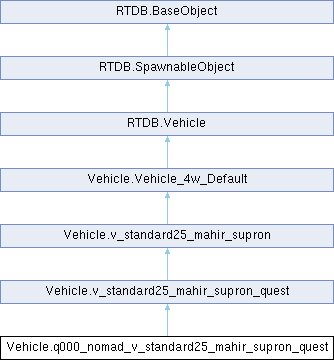 RTDB.BaseObject
RTDB.SpawnableObject
RTDB.Vehicle
Vehicle.Vehicle_4w_Default
Vehicle.v_standard25_mahir_supron
Vehicle.v_standard25_mahir_supron_quest
Vehicle.q000_nomad_v_standard25_mahir_supron_quest